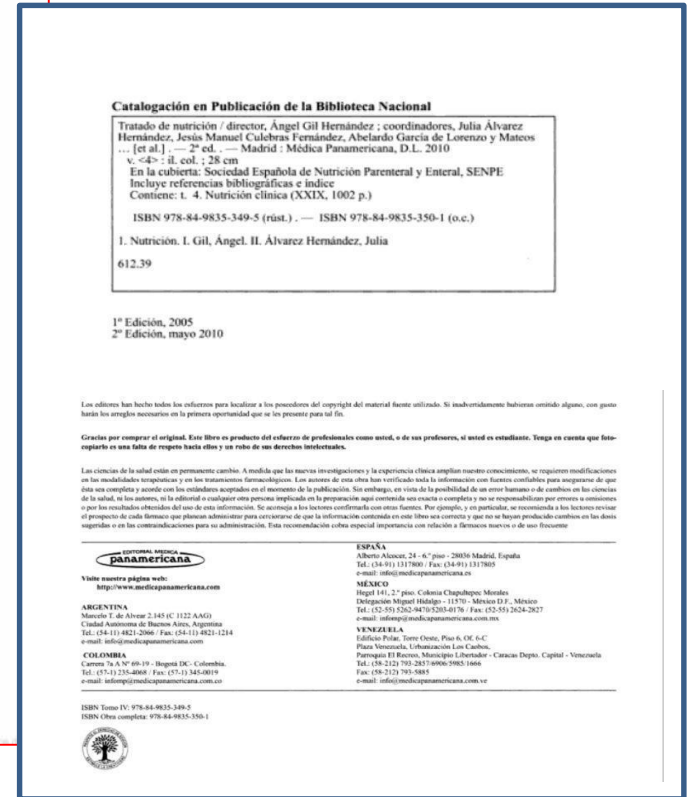 Catalogación en Publicación de la Biblioteca Nacional
Tratado de nutrición / director, Ángel Gil Hernández ; coordinadores, Julia Álvarez
Hernández, Jesús Manuel Culebras Fernández, Abelardo García de Lorenzo y Mateos
... [et al.] . — 2ª ed. . — Madrid : Médica Panamericana, D.L. 2010
v. <4> : il. col. ; 28 cm
En la cubierta: Sociedad Española de Nutrición Parenteral y Enteral, SENPE
Incluye referencias bibliográficas e índice
Contiene: t. 4. Nutrición clínica (XXIX, 1002 p.)
ISBN 978-84-9835-349-5 (rúst.) . — ISBN 978-84-9835-350-1 (o.c.)
1. Nutrición. I. Gil, Ángel. II. Álvarez Hernández, Julia
612.39
1ª Edición, 2005
2ª Edición, mayo 2010
Los editores han hecho todos los esfuerzos para localizar a los poseedores del copyright del material fuente utilizado. Si inadvertidamente hubieran omitido alguno, con gusto
harán los arreglos necesarios en la primera oportunidad que se les presente para tal fin.
Gracias por comprar el original. Este libro es producto del esfuerzo de profesionales como usted, o de sus profesores, si usted es estudiante. Tenga en cuenta que foto-
copiarlo es una falta de respeto hacia ellos y un robo de sus derechos intelectuales.
Las ciencias de la salud están en permanente cambio. A medida que las nuevas investigaciones y la experiencia clínica amplían nuestro conocimiento, se requieren modificaciones
en las modalidades terapéuticas y en los tratamientos farmacológicos. Los autores de esta obra han verificado toda la información con fuentes confiables para asegurarse de que
ésta sea completa y acorde con los estándares aceptados en el momento de la publicación. Sin embargo, en vista de la posibilidad de un error humano o de cambios en las ciencias
de la salud, ni los autores, ni la editorial o cualquier otra persona implicada en la preparación aquí contenida sea exacta o completa y no se responsabilizan por errores u omisiones
o por los resultados obtenidos del uso de esta información. Se aconseja a los lectores confirmarla con otras fuentes. Por ejemplo, y en particular, se recomienda a los lectores revisar
el prospecto de cada fármaco que planean administrar para cerciorarse de que la información contenida en este libro sea correcta y que no se hayan producido cambios en las dosis
sugeridas o en las contraindicaciones para su administración. Esta recomendación cobra especial importancia con relación a fármacos nuevos o de uso frecuente
EDITORIAL MEDICA
panamericana
Visite nuestra página web:
http://www.medicapanamericana.com
ARGENTINA
Marcelo T. de Alvear 2.145 (C 1122 AAG)
Ciudad Autónoma de Buenos Aires, Argentina
Tel.: (54-11) 4821-2066 / Fax: (54-11) 4821-1214
e-mail: info@medicapanamericana.com
COLOMBIA
Carrera 7a A Nº 69-19 - Bogotá DC- Colombia.
Tel.: (57-1) 235-4068 / Fax: (57-1) 345-0019
e-mail: infomp@medicapanamericana.com.co
ESPAÑA
Alberto Alcocer, 24 - 6.º piso - 28036 Madrid, España
Tel.: (34-91) 1317800 / Fax: (34-91) 1317805
e-mail: info@medicapanamericana.es
MÉXICO
Hegel 141, 2.º piso. Colonia Chapultepec Morales
Delegación Miguel Hidalgo - 11570 - México D.F., México
Tel.: (52-55) 5262-9470/5203-0176 / Fax: (52-55) 2624-2827
e-mail: infomp@medicapanamericana.com.mx
VENEZUELA
Edificio Polar, Torre Oeste, Piso 6, Of. 6-C
Plaza Venezuela, Urbanización Los Caobos,
Parroquia El Recreo, Municipio Libertador - Caracas Depto. Capital - Venezuela
Tel.: (58-212) 793-2857/6906/5985/1666
Fax: (58-212) 793-5885
e-mail: info@medicapanamericana.com.ve
ISBN Tomo IV: 978-84-9835-349-5
ISBN Obra completa: 978-84-9835-350-1